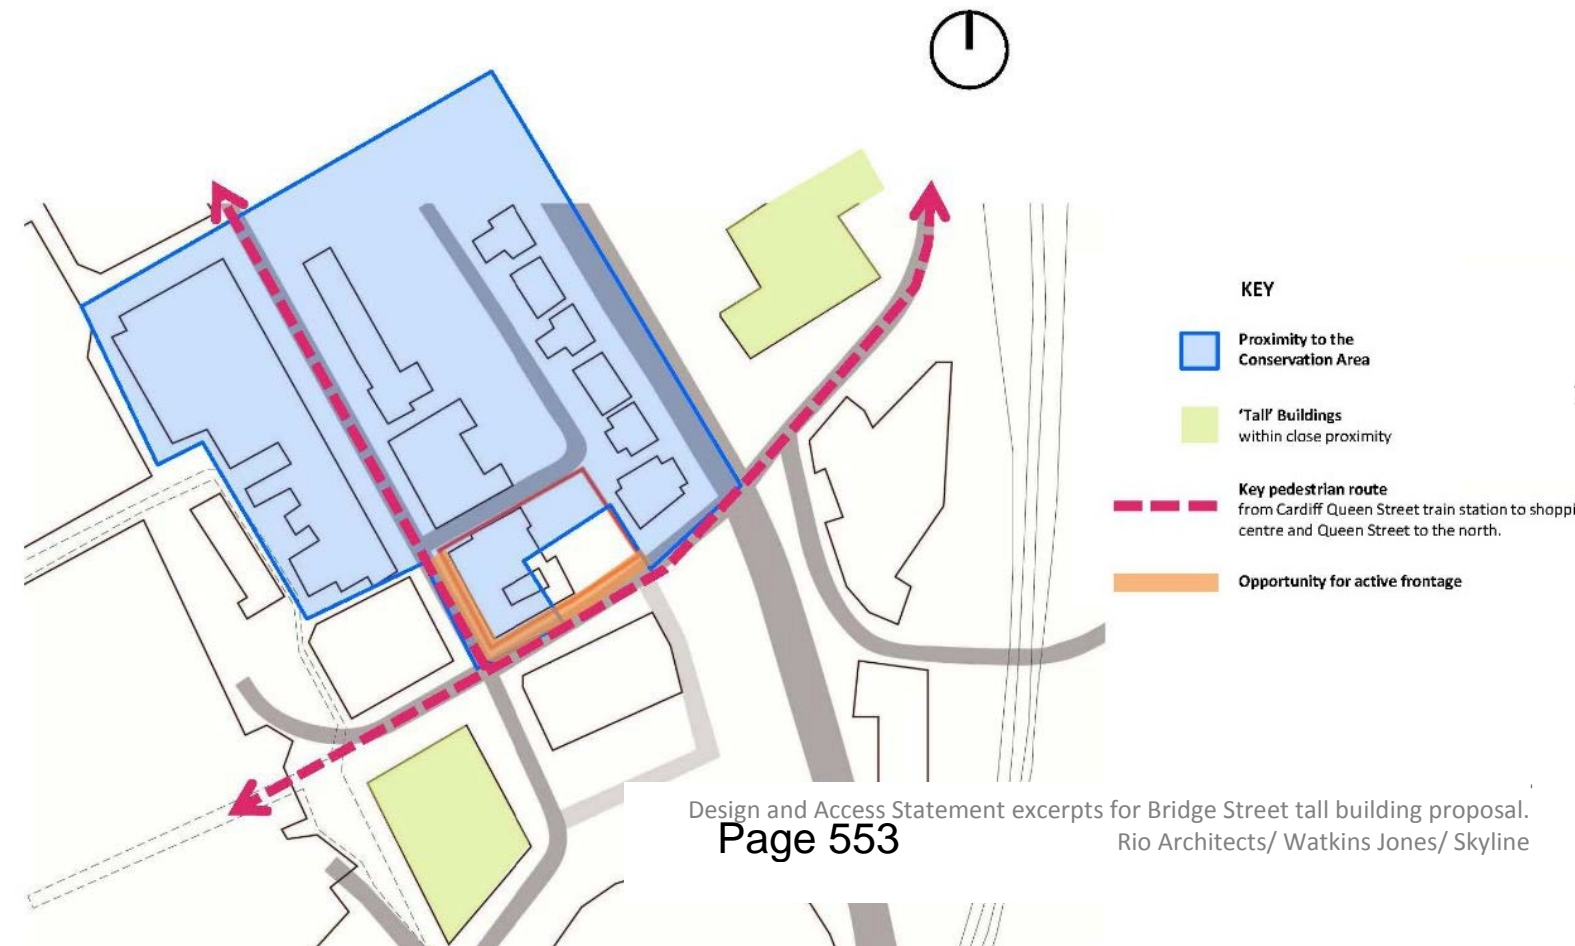 KEY
Proximity to the
Conservation Area
'Tall' Buildings
within close proximity
Key pedestrian route
from Cardiff Queen Street train station to shoppi
centre and Queen Street to the north.
Opportunity for active frontage
Design and Access Statement excerpts for Bridge Street tall building proposal.
Page 553
Rio Architects/ Watkins Jones/ Skyline